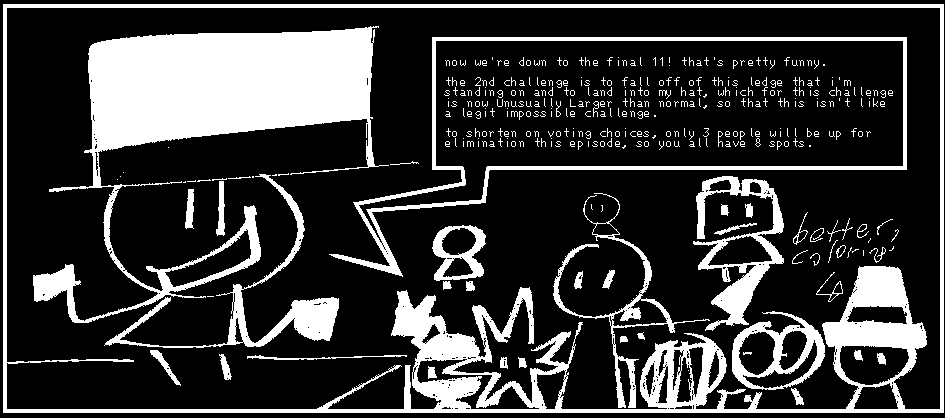 now we're down to the final 11! that's pretty funny.
the 2nd challenge is to fall off of this ledge that i'm
standing on and to land into my hat, which for this challenge
is now Unusually Larger than normal, so that this isn't like
a legit impossible challenge.
to shorten on voting choices, only 3 people will be up for
elimination this episode, so you all have 8 spots.
better